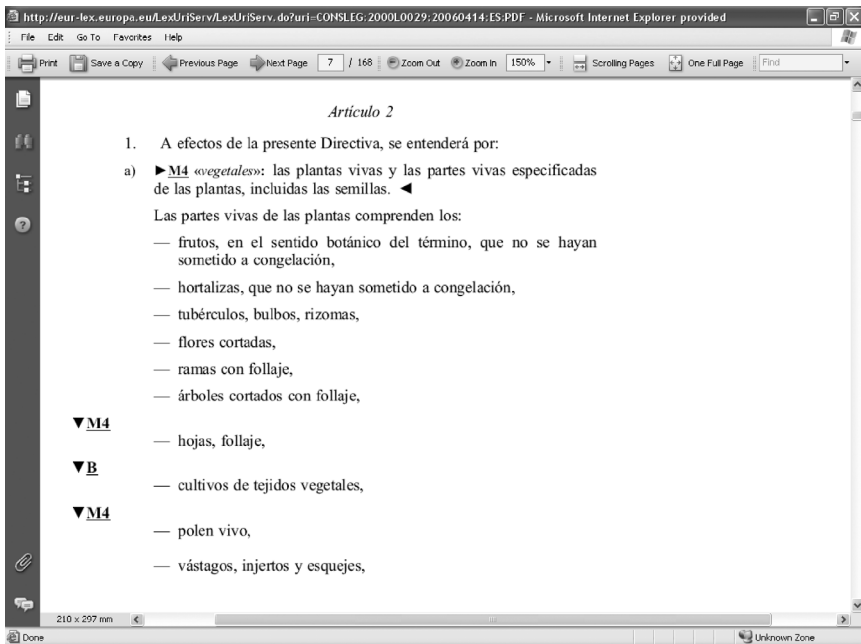 http://eur-lex.europa.eu/LexUriServ/LexUriServ.do?uri=CONSLEG:2000L0029:20060414:ES:PDF - Microsoft Internet Explorer provided
File Edit Go To Favorites Help
Print Save a Copy Previous Page Next Page 7 / 168 Zoom Out Zoom In 150% Scrolling Pages One Full Page Find
Artículo 2
1. A efectos de la presente Directiva, se entenderá por:
a) ►M4 «vegetales»: las plantas vivas y las partes vivas especificadas
de las plantas, incluidas las semillas. ◄
Las partes vivas de las plantas comprenden los:
— frutos, en el sentido botánico del término, que no se hayan
sometido a congelación,
— hortalizas, que no se hayan sometido a congelación,
— tubérculos, bulbos, rizomas,
— flores cortadas,
— ramas con follaje,
— árboles cortados con follaje,
▼M4
— hojas, follaje,
▼B
— cultivos de tejidos vegetales,
▼M4
— polen vivo,
— vástagos, injertos y esquejes,
210 x 297 mm
Done Unknown Zone